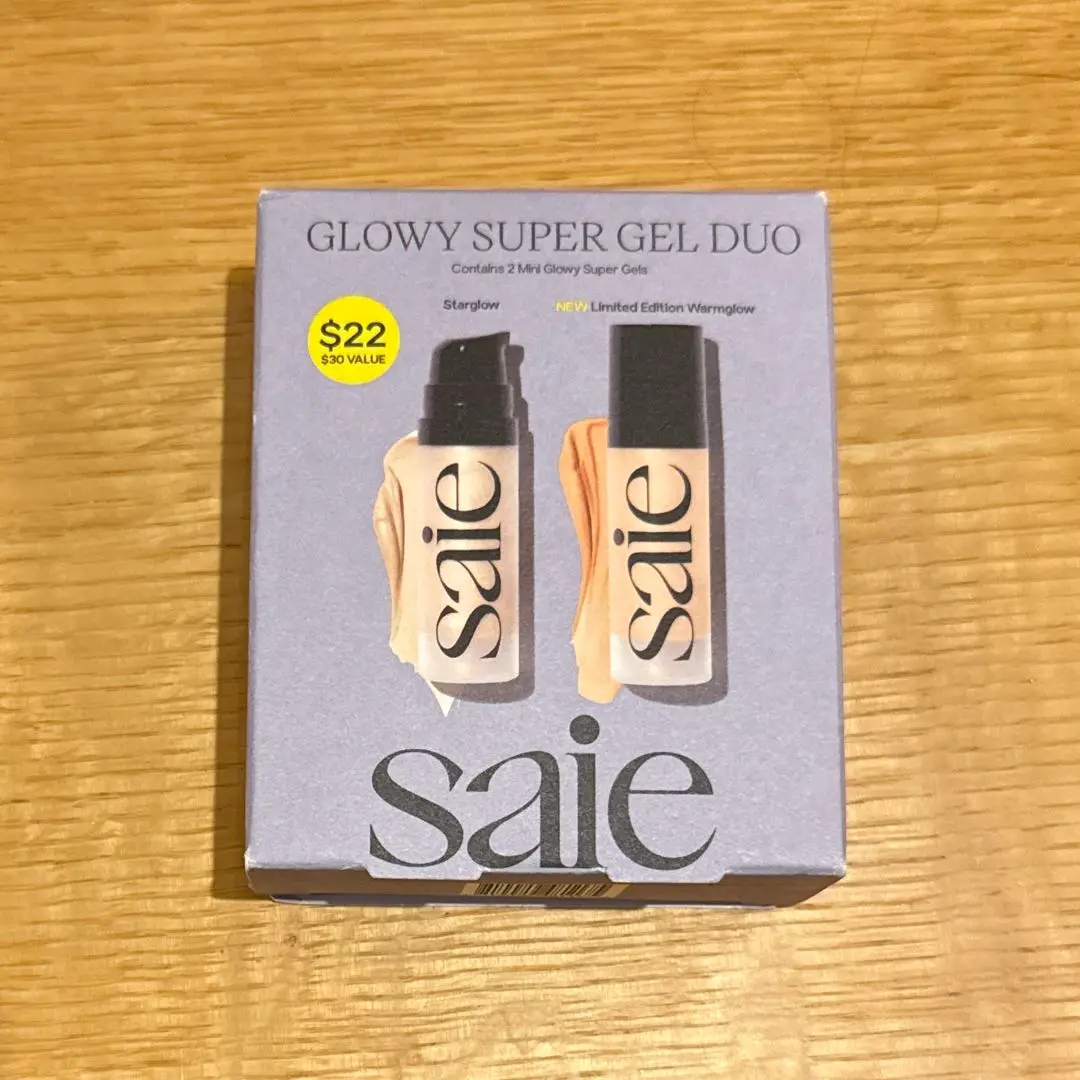 GLOWY SUPER GEL DUO
Contains 2 Mini Glowy Super Gels
Starglow
NEW Limited Edition Warmglow
$22
$30 VALUE
saie
saie
saie